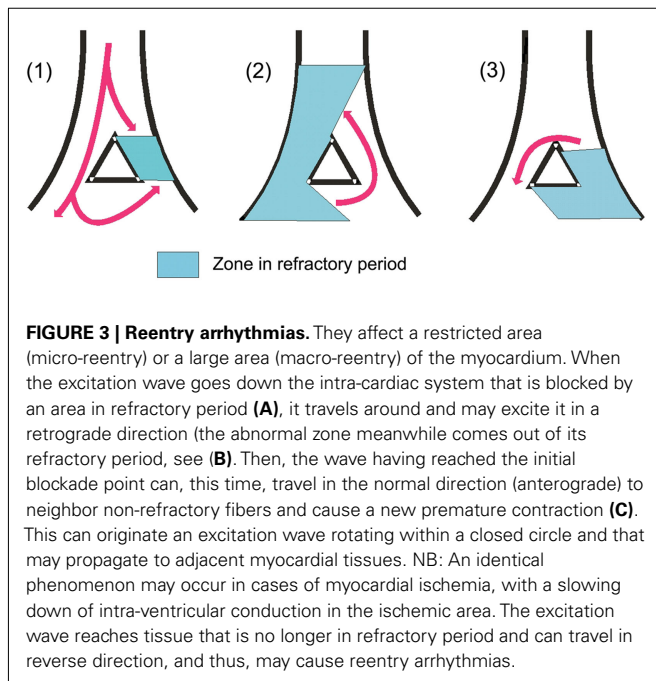 (1)
(2)
(3)
Zone in refractory period
FIGURE 3 | Reentry arrhythmias. They affect a restricted area
(micro-reentry) or a large area (macro-reentry) of the myocardium. When
the excitation wave goes down the intra-cardiac system that is blocked by
an area in refractory period (A), it travels around and may excite it in a
retrograde direction (the abnormal zone meanwhile comes out of its
refractory period, see (B). Then, the wave having reached the initial
blockade point can, this time, travel in the normal direction (anterograde) to
neighbor non-refractory fibers and cause a new premature contraction (C).
This can originate an excitation wave rotating within a closed circle and that
may propagate to adjacent myocardial tissues. NB: An identical
phenomenon may occur in cases of myocardial ischemia, with a slowing
down of intra-ventricular conduction in the ischemic area. The excitation
wave reaches tissue that is no longer in refractory period and can travel in
reverse direction, and thus, may cause reentry arrhythmias.